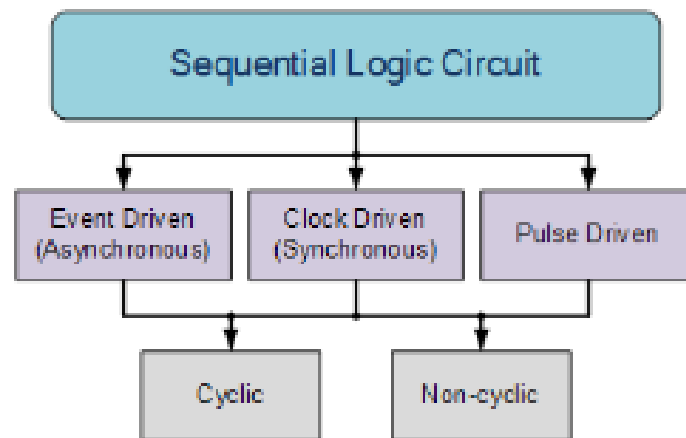 Sequential Logic Circuit
Event Driven
(Asynchronous)
Clock Driven
(Synchronous)
Pulse Driven
Cyclic
Non-cyclic